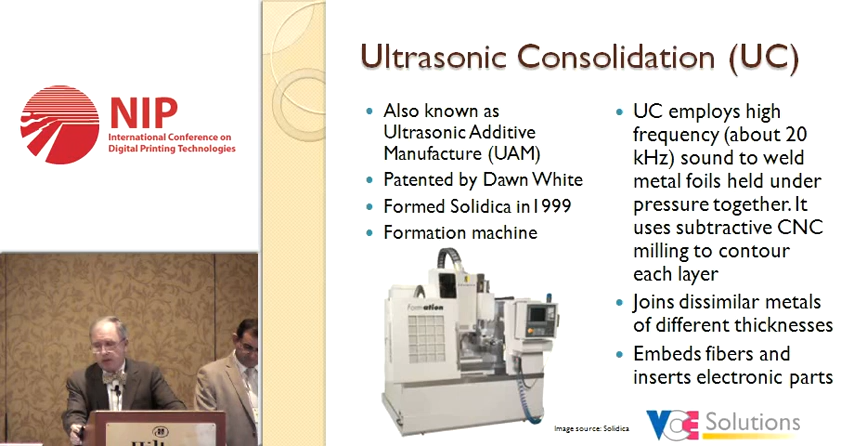 NIP
International Conference on
Digital Printing Technologies
Ultrasonic Consolidation (UC)
• Also known as
Ultrasonic Additive
Manufacture (UAM)
• Patented by Dawn White
• Formed Solidica in1999
• Formation machine
• UC employs high
frequency (about 20
kHz) sound to weld
metal foils held under
pressure together. It
uses subtractive CNC
milling to contour
each layer
• Joins dissimilar metals
of different thicknesses
• Embeds fibers and
inserts electronic parts
Formation
Image source: Solidica
VCE Solutions